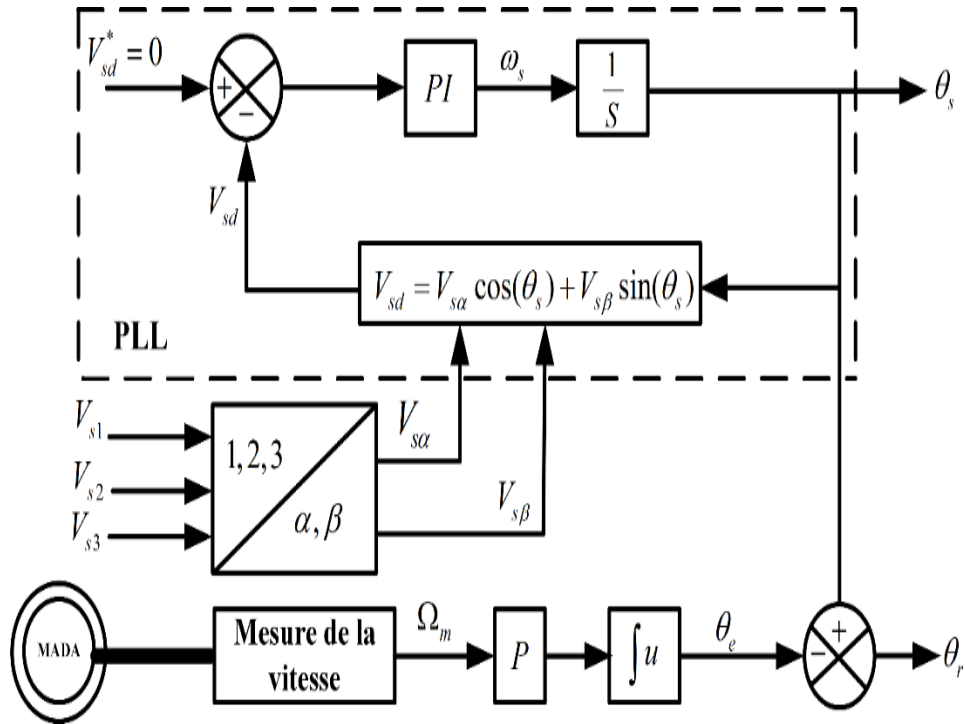 V*sd = 0
+
−
PI
ωs
1/S
θs
Vsd
Vsd = Vsα cos(θs) + Vsβ sin(θs)
PLL
Vs1
Vs2
Vs3
1, 2, 3
α, β
Vsα
Vsβ
MADA
Mesure de la
vitesse
Ωm
P
∫u
θe
+
−
θr